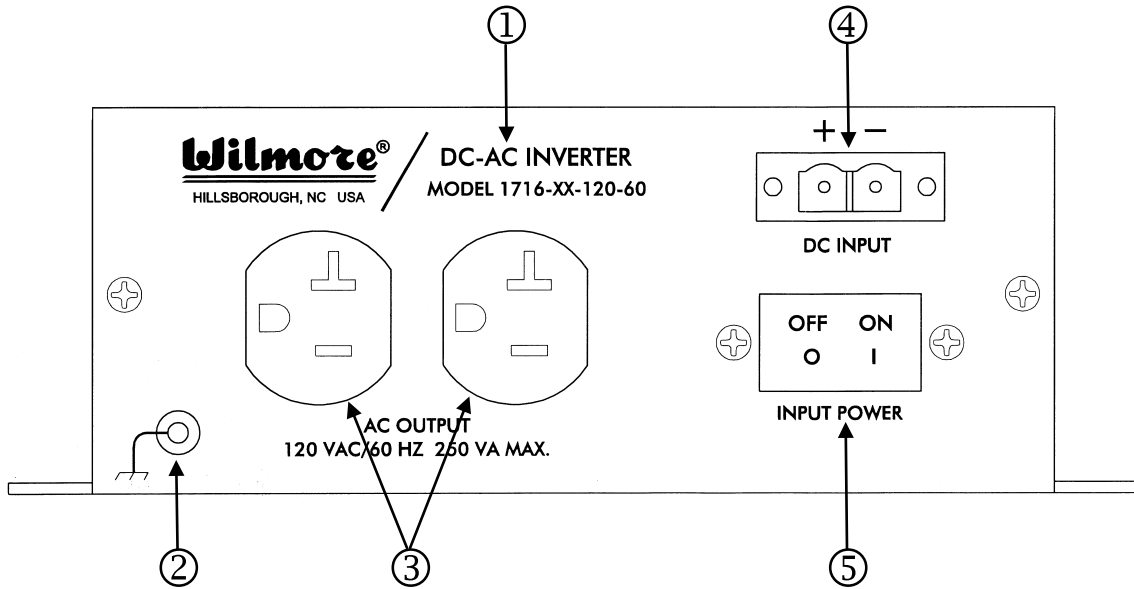 1
4
+ −
Wilmore®
DC-AC INVERTER
MODEL 1716-XX-120-60
HILLSBOROUGH, NC USA
DC INPUT
OFF ON
O I
INPUT POWER
AC OUTPUT
120 VAC/60 HZ 250 VA MAX.
2
3
5